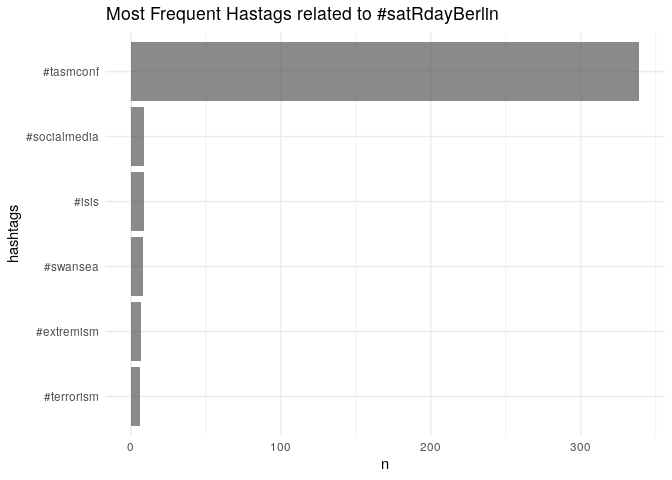 Most Frequent Hastags related to #satRdayBerlin
hashtags
#tasmconf
#socialmedia
#isis
#swansea
#extremism
#terrorism
0 100 200 300
n